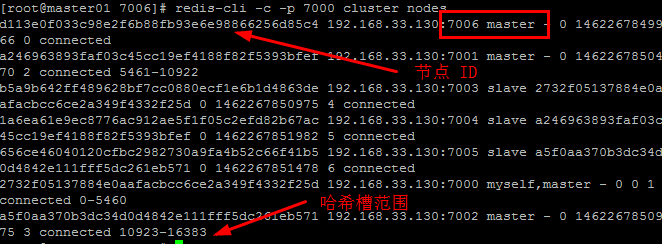 [root@master01 7006]# redis-cli -c -p 7000 cluster nodes
d113e0f033c98e2f6b88fb93e6e98866256d85c4 192.168.33.130:7006 master - 0 14622678499
66 0 connected
a246963893faf03c45cc19ef4188f82f5393bfef 192.168.33.130:7001 master - 0 14622678504
70 2 connected 5461-10922
节点 ID
b5a9b642ff489628bf7cc0880ecf1e6b1d4863de 192.168.33.130:7003 slave 2732f05137884e0a
afacbcc6ce2a349f4332f25d 0 1462267850975 4 connected
1a6ea61e9ec8776ac912ae5f1f05c2efd82b67ac 192.168.33.130:7004 slave a246963893faf03c
45cc19ef4188f82f5393bfef 0 1462267851982 5 connected
656ce46040120cfbc2982730a9fa4b52c66f41b5 192.168.33.130:7005 slave a5f0aa370b3dc34d
0d4842e111fff5dc261eb571 0 1462267851478 6 connected
2732f05137884e0aafacbcc6ce2a349f4332f25d 192.168.33.130:7000 myself,master - 0 0 1
connected 0-5460
哈希槽范围
a5f0aa370b3dc34d0d4842e111fff5dc261eb571 192.168.33.130:7002 master - 0 14622678509
75 3 connected 10923-16383